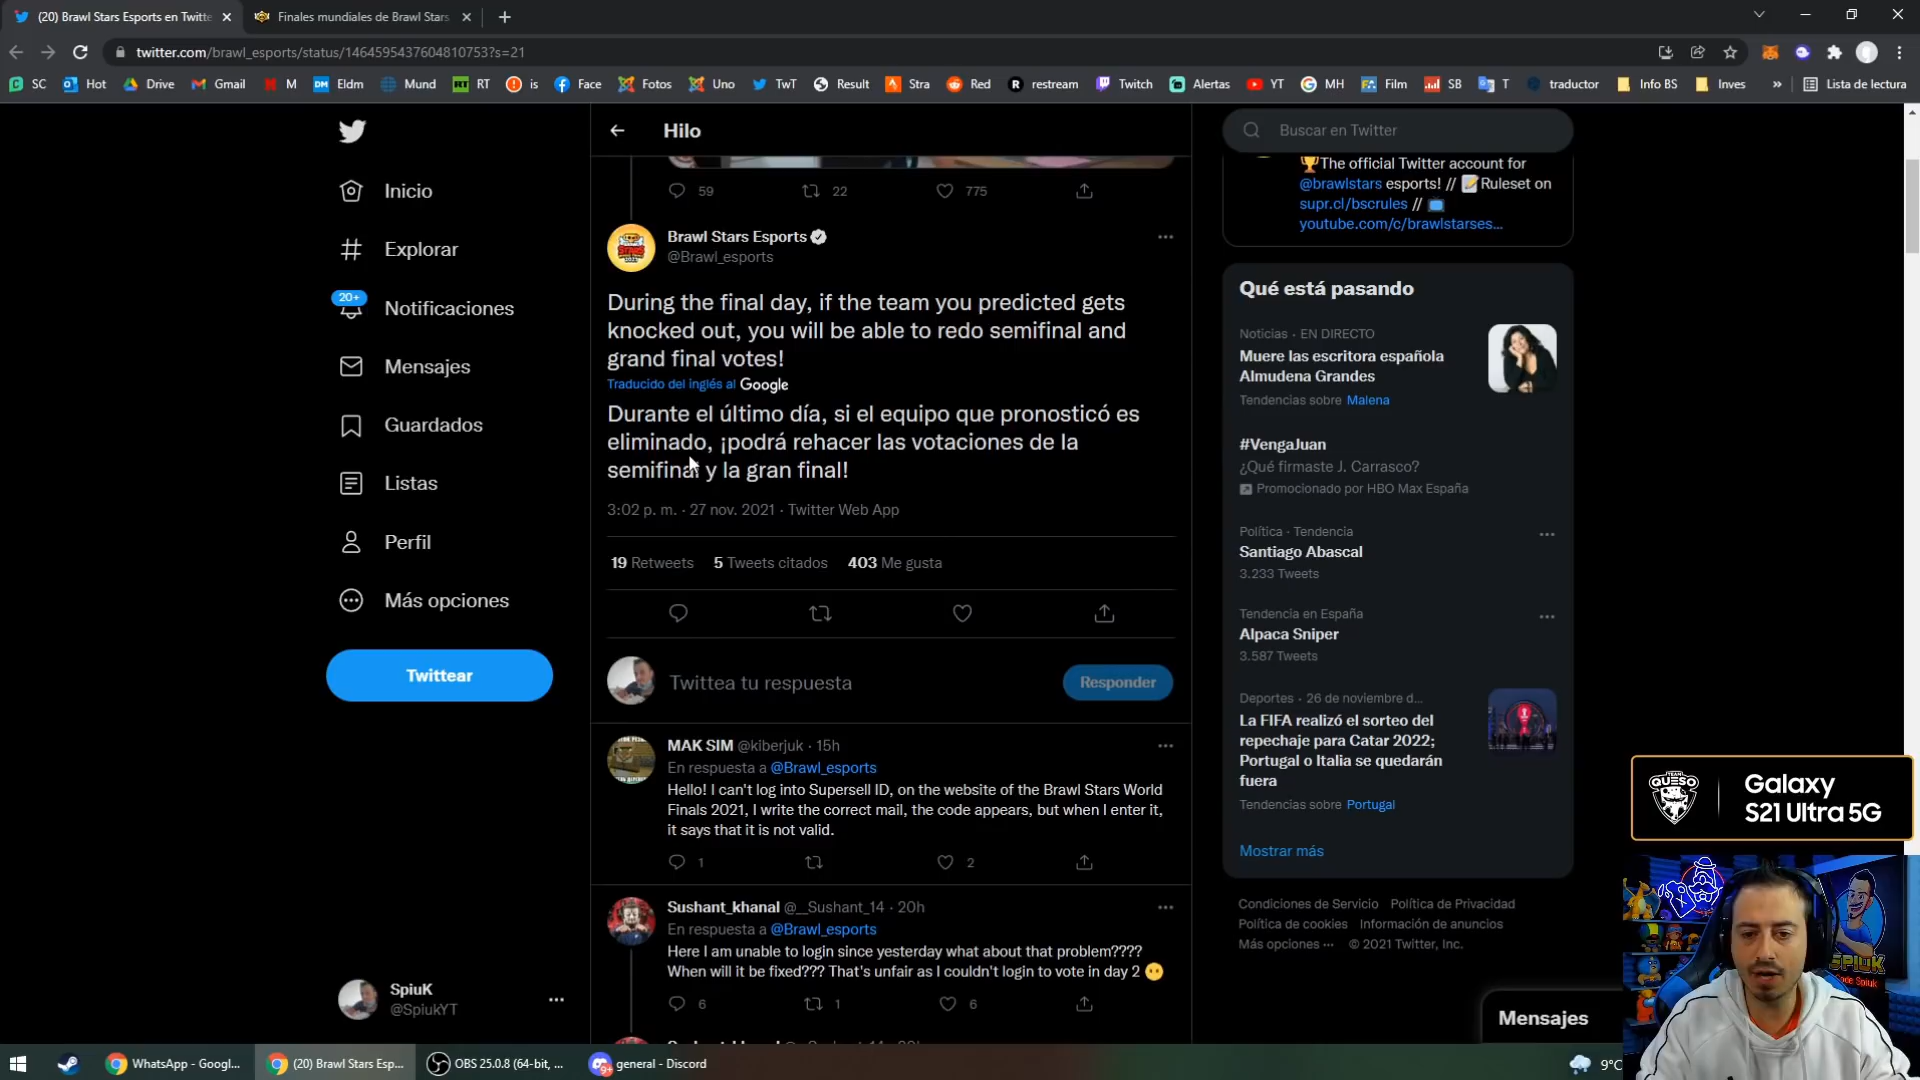 (20) Brawl Stars Esports en Twitte
Finales mundiales de Brawl Stars
twitter.com/brawl_esports/status/1464595437604810753?s=21
SC Hot Drive Gmail M DM Eldm Mund RT RT is Face Fotos Uno TwT Result Stra Red restream Twitch Alertas YT MH Film SB T traductor Info BS Inves » Lista de lectura
Hilo
Inicio
Explorar
20+
Notificaciones
Mensajes
Guardados
Listas
Perfil
Más opciones
Twittear
SpiuK
@SpiukYT
59 22 775
Brawl Stars Esports
@Brawl_esports
During the final day, if the team you predicted gets
knocked out, you will be able to redo semifinal and
grand final votes!
Traducido del inglés al Google
Durante el último día, si el equipo que pronosticó es
eliminado, ¡podrá rehacer las votaciones de la
semifinal y la gran final!
3:02 p. m. · 27 nov. 2021 · Twitter Web App
19 Retweets 5 Tweets citados 403 Me gusta
Twittea tu respuesta
Responder
MAK SIM @kiberjuk · 15h
En respuesta a @Brawl_esports
Hello! I can't log into Supersell ID, on the website of the Brawl Stars World
Finals 2021, I write the correct mail, the code appears, but when I enter it,
it says that it is not valid.
1 2
Sushant_khanal @__Sushant_14 · 20h
En respuesta a @Brawl_esports
Here I am unable to login since yesterday what about that problem????
When will it be fixed??? That's unfair as I couldn't login to vote in day 2
6 1 6
Buscar en Twitter
The official Twitter account for
@brawlstars esports! // Ruleset on
supr.cl/bscrules //
youtube.com/c/brawlstarses...
Qué está pasando
Noticias · EN DIRECTO
Muere las escritora española
Almudena Grandes
Tendencias sobre Malena
#VengaJuan
¿Qué firmaste J. Carrasco?
Promocionado por HBO Max España
Política · Tendencia
Santiago Abascal
3.233 Tweets
Tendencia en España
Alpaca Sniper
3.587 Tweets
Deportes · 26 de noviembre d...
La FIFA realizó el sorteo del
repechaje para Catar 2022;
Portugal o Italia se quedarán
fuera
Tendencias sobre Portugal
Mostrar más
Condiciones de Servicio Política de Privacidad
Política de cookies Información de anuncios
Más opciones ··· © 2021 Twitter, Inc.
QUESO
Galaxy
S21 Ultra 5G
SPIUK
Code Spiuk
Mensajes
WhatsApp - Googl...
(20) Brawl Stars Esp...
OBS 25.0.8 (64-bit, ...
general - Discord
9°C